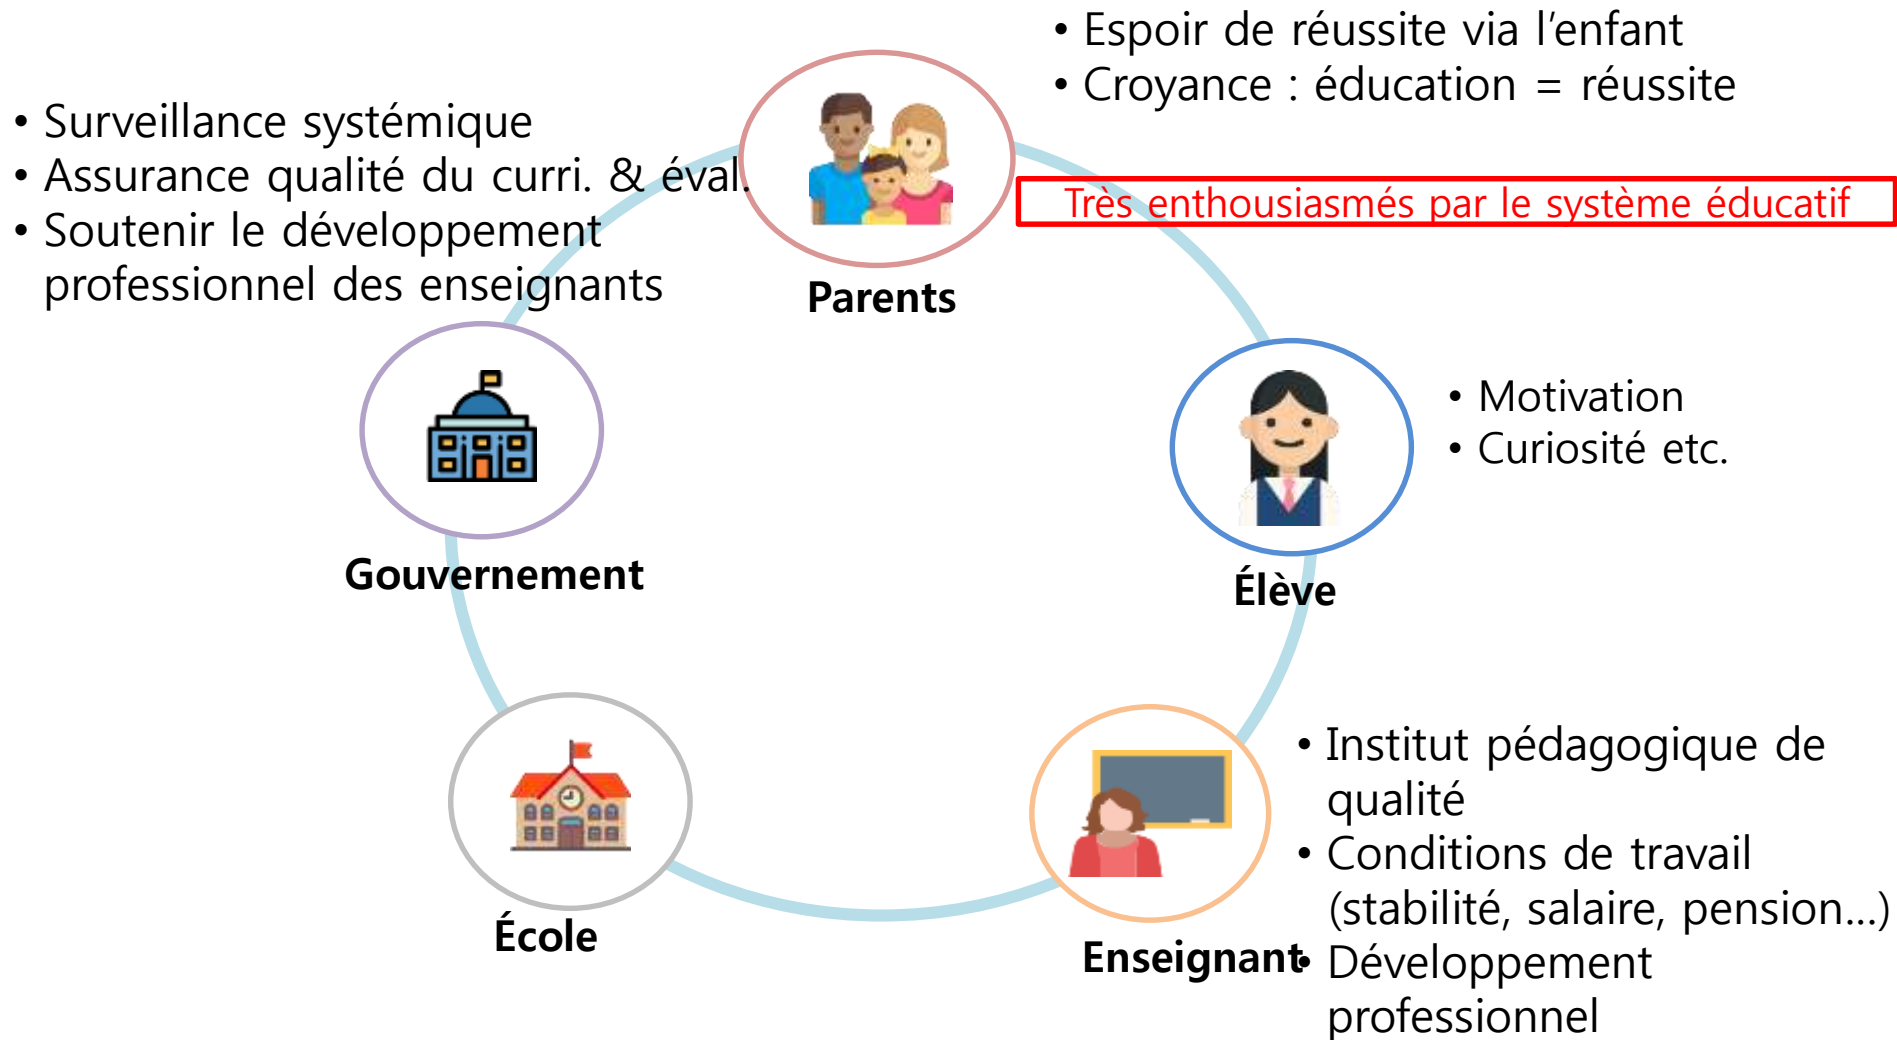 • Espoir de réussite via l’enfant
• Croyance : éducation = réussite
• Surveillance systémique
• Assurance qualité du curri. & éval.
• Soutenir le développement
professionnel des enseignants
Très enthousiasmés par le système éducatif
Parents
• Motivation
• Curiosité etc.
Gouvernement
Élève
• Institut pédagogique de
qualité
• Conditions de travail
(stabilité, salaire, pension...)
• Développement
professionnel
École
Enseignant